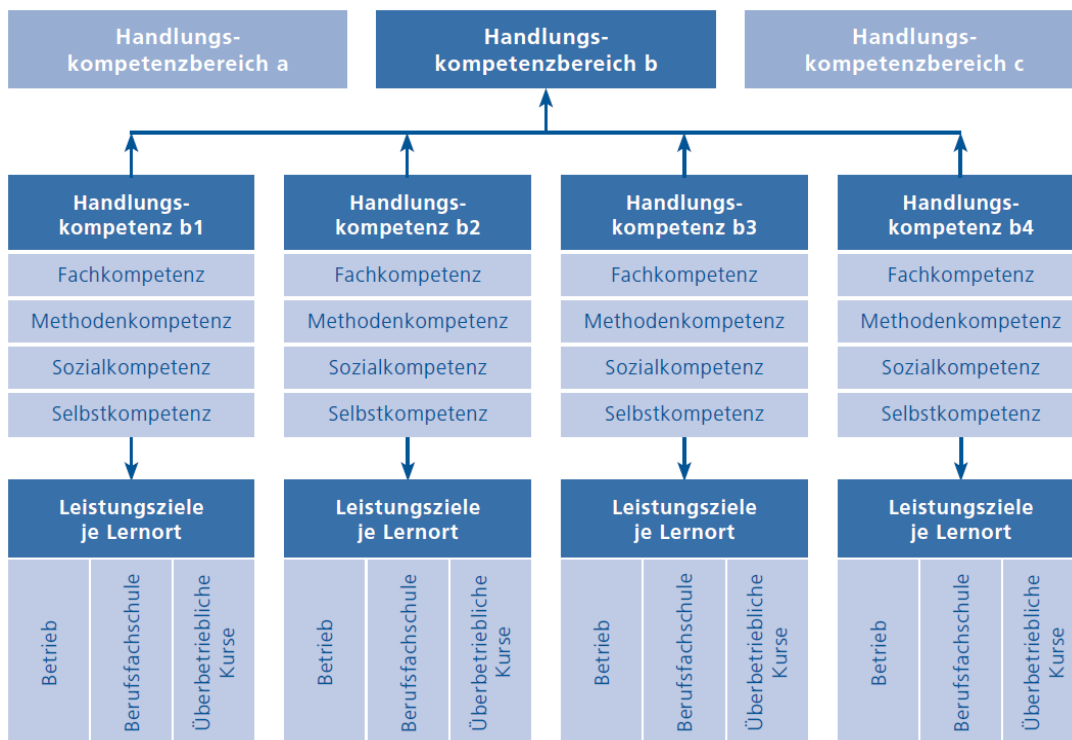 Handlungs-
kompetenzbereich a
Handlungs-
kompetenzbereich b
Handlungs-
kompetenzbereich c
Handlungs-
kompetenz b1
Fachkompetenz
Methodenkompetenz
Sozialkompetenz
Selbstkompetenz
Leistungsziele
je Lernort
Betrieb
Berufsfachschule
Überbetriebliche
Kurse
Handlungs-
kompetenz b2
Fachkompetenz
Methodenkompetenz
Sozialkompetenz
Selbstkompetenz
Leistungsziele
je Lernort
Betrieb
Berufsfachschule
Überbetriebliche
Kurse
Handlungs-
kompetenz b3
Fachkompetenz
Methodenkompetenz
Sozialkompetenz
Selbstkompetenz
Leistungsziele
je Lernort
Betrieb
Berufsfachschule
Überbetriebliche
Kurse
Handlungs-
kompetenz b4
Fachkompetenz
Methodenkompetenz
Sozialkompetenz
Selbstkompetenz
Leistungsziele
je Lernort
Betrieb
Berufsfachschule
Überbetriebliche
Kurse